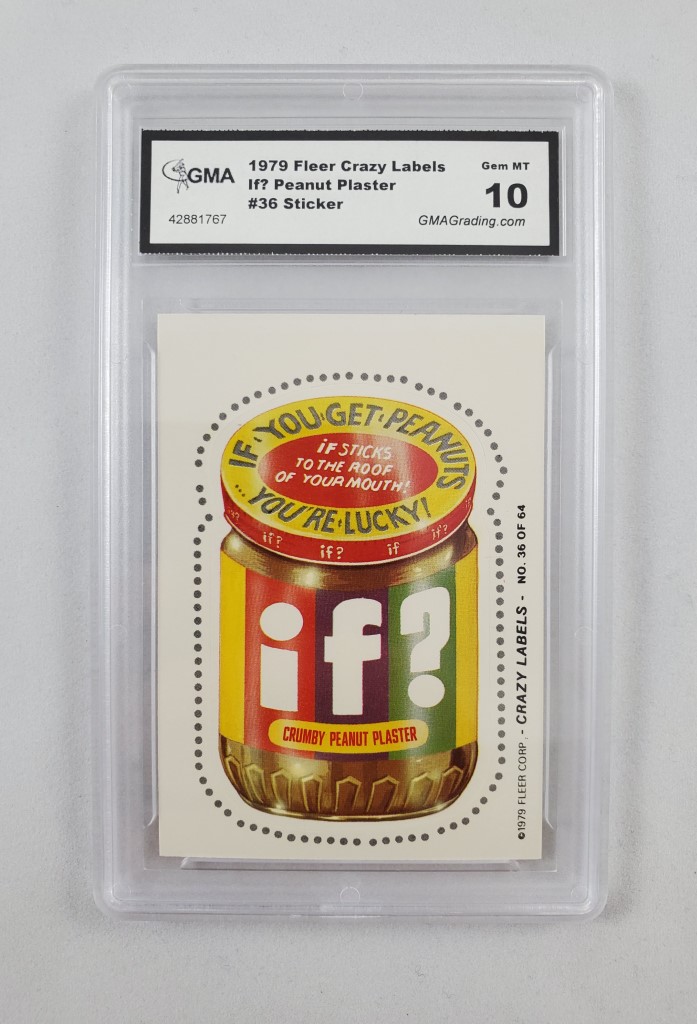 GMA
42881767
1979 Fleer Crazy Labels
If? Peanut Plaster
#36 Sticker
Gem MT
10
GMAGrading.com
IF·YOU·GET·PEANUTS
iF STICKS
TO THE ROOF
OF YOUR MOUTH!
...YOU'RE·LUCKY!
if? if? if? if if? if
if?
CRUMBY PEANUT PLASTER
©1979 FLEER CORP. - CRAZY LABELS - NO. 36 OF 64